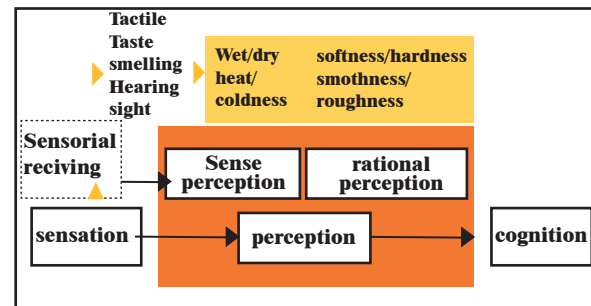 Tactile
Taste
smelling
Hearing
sight
Wet/dry
heat/
coldness
softness/hardness
smothness/
roughness
Sensorial
reciving
Sense
perception
rational
perception
sensation
perception
cognition